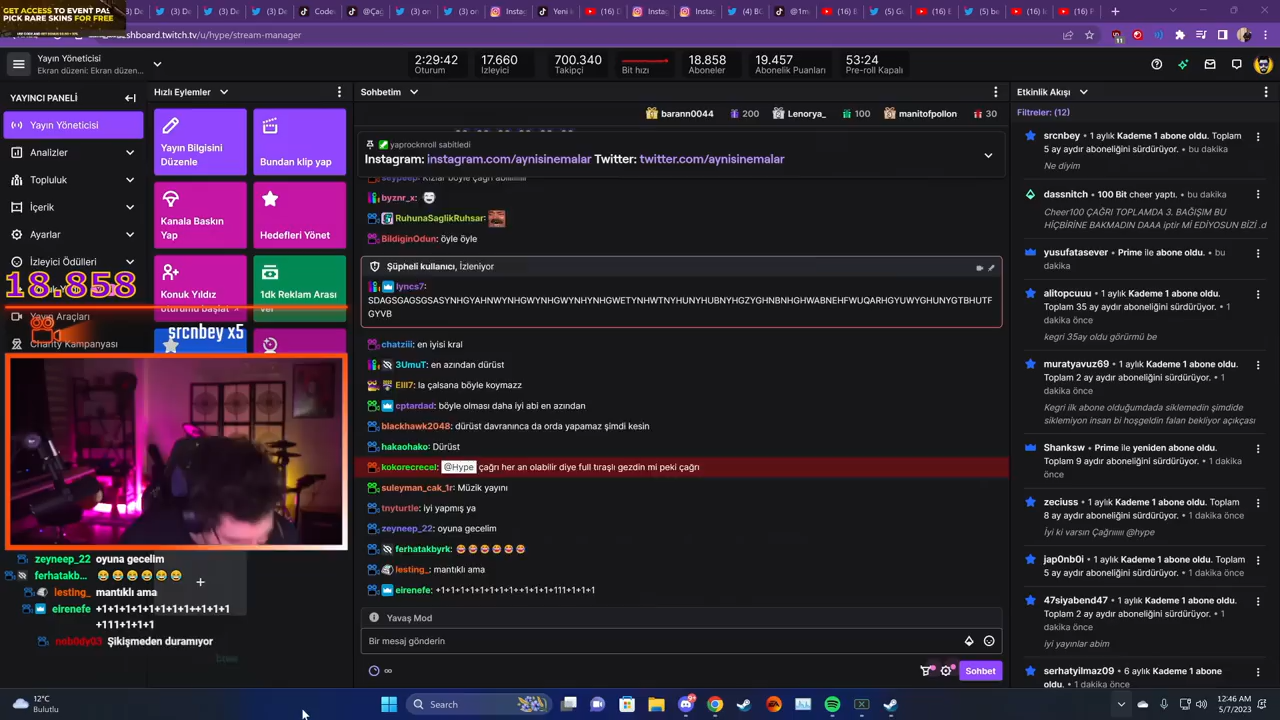 GET ACCESS TO EVENT PAL
PICK RARE SKINS FOR FREE
dashboard.twitch.tv/u/hype/stream-manager
Yayın Yöneticisi
Ekran düzeni: Ekran düzen...
2:29:42
Oturum
17.660
İzleyici
700.340
Takipçi
Bit hızı
18.858
Aboneler
19.457
Abonelik Puanları
53:24
Pre-roll Kapalı
YAYINCI PANELİ
Yayın Yöneticisi
Analizler
Topluluk
İçerik
Ayarlar
İzleyici Ödülleri
18.858
Yayın Araçları
Charity Kampanyası
srcnbey x5
Hızlı Eylemler
Yayın Bilgisini
Düzenle
Bundan klip yap
Kanala Baskın
Yap
Hedefleri Yönet
Konuk Yıldız
oturumu başlat
1dk Reklam Arası
ver
zeyneep_22 oyuna gecelim
ferhatakb... 😂😂😂😂😂😂
lesting_ mantıklı ama
eirenefe +1+1+1+1+1+1+1++1+1+1
+111+1+1+1
nnb0dy03 Sikişmeden duramıyor
Sohbetim
barann0044 200 Lenorya_ 100 manitofpollon 30
yaprocknroll sabitledi
Instagram: instagram.com/aynisinemalar Twitter: twitter.com/aynisinemalar
byznr_x:
RuhunaSaglikRuhsar:
BildiginOdun: öyle öyle
Şüpheli kullanıcı, İzleniyor
lyncs7:
SDAGSGAGSGSASYNHGYAHNWYNHGWYNHGWYNHYNHGWETYNHWTNYHUNYHUBNYHGZYGHNBNHGHWABNEHFWUQARHGYUWYGHUNYGTBHUTF
GYVB
chatziii: en iyisi kral
3UmuT: en azından dürüst
Elll7: la çalsana böyle koymazz
cptardad: böyle olması daha iyi abi en azından
blackhawk2048: dürüst davranınca da orda yapamaz şimdi kesin
hakaohako: Dürüst
kokorecrecel: @Hype çağrı her an olabilir diye full tıraşlı gezdin mi peki çağrı
suleyman_cak_1r: Müzik yayını
tnyturtle: iyi yapmış ya
zeyneep_22: oyuna gecelim
ferhatakbyrk: 😂😂😂😂😂😂
lesting_: mantıklı ama
eirenefe: +1+1+1+1+1+1+1++1+1+1+1+111+1+1+1
Yavaş Mod
Bir mesaj gönderin
Sohbet
Etkinlik Akışı
Filtreler: (12)
srcnbey • 1 aylık Kademe 1 abone oldu. Toplam
5 ay aydır aboneliğini sürdürüyor. • bu dakika
Ne diyim
dassnitch • 100 Bit cheer yaptı. • bu dakika
Cheer100 ÇAĞRI TOPLAMDA 3. BAĞIŞIM BU
HİÇBİRİNE BAKMADIN DAAA iptir Mİ EDİYOSUN BİZİ .d
yusufatasever • Prime ile abone oldu. • bu
dakika
alitopcuuu • 1 aylık Kademe 1 abone oldu.
Toplam 35 ay aydır aboneliğini sürdürüyor. • 1
dakika önce
kegri 35ay oldu görümü be
muratyavuz69 • 1 aylık Kademe 1 abone oldu.
Toplam 2 ay aydır aboneliğini sürdürüyor. • 1
dakika önce
Kegri ilk abone olduğumdada siklemedin şimdide
siklemiyon insan bi hoşgeldin falan bekliyor açıkçası
Shanksw • Prime ile yeniden abone oldu. •
Toplam 9 ay aydır aboneliğini sürdürüyor. • 1 dakika
önce
zeciuss • 1 aylık Kademe 1 abone oldu. Toplam
8 ay aydır aboneliğini sürdürüyor. • 1 dakika önce
İyi ki varsın Çağrııııı @hype
jap0nb0i • 1 aylık Kademe 1 abone oldu. Toplam
5 ay aydır aboneliğini sürdürüyor. • 1 dakika önce
47siyabend47 • 1 aylık Kademe 1 abone oldu.
Toplam 2 ay aydır aboneliğini sürdürüyor. • 1
dakika önce
iyi yayınlar abim
serhatyilmaz09 • 6 aylık Kademe 1 abone
oldu. Toplam 2 ay aydır aboneliğini
12°C
Bulutlu
Search
12:46 AM
5/7/2023